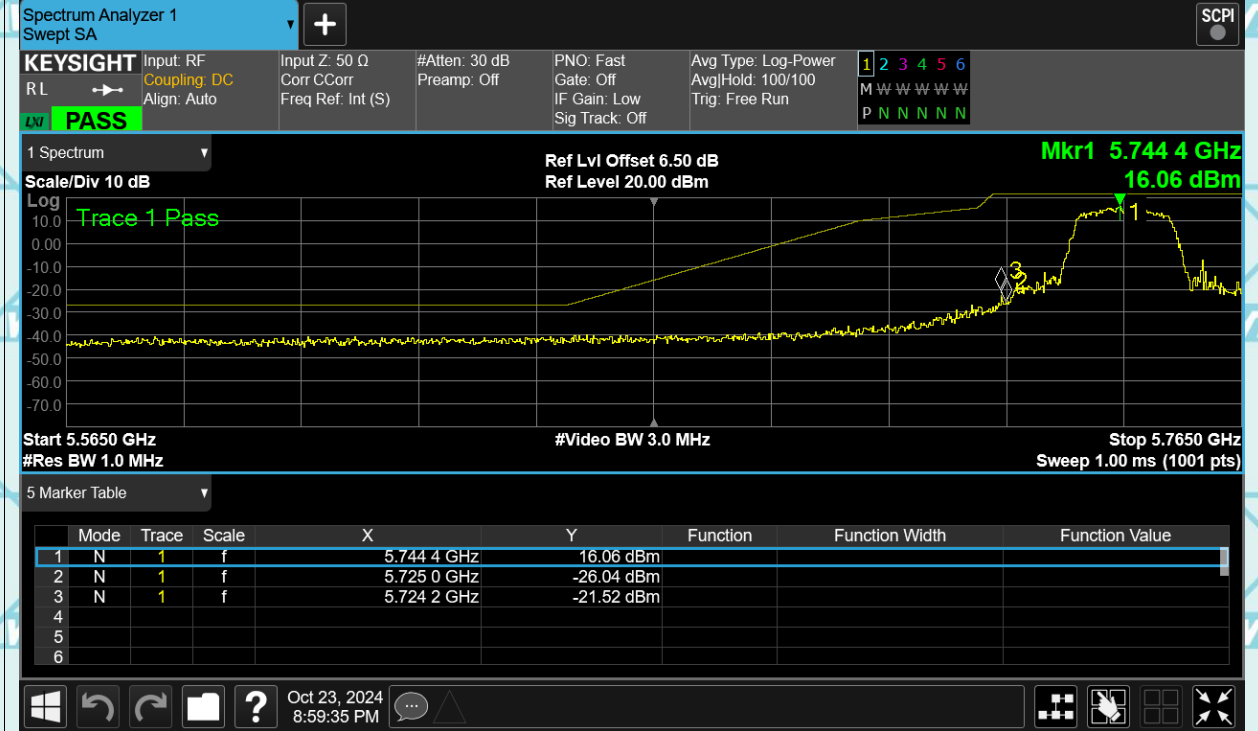 Spectrum Analyzer 1
Swept SA
+
SCPI
KEYSIGHT
R L
LXI PASS
Input: RF
Coupling: DC
Align: Auto
Input Z: 50 Ω
Corr CCorr
Freq Ref: Int (S)
#Atten: 30 dB
Preamp: Off
PNO: Fast
Gate: Off
IF Gain: Low
Sig Track: Off
Avg Type: Log-Power
Avg|Hold: 100/100
Trig: Free Run
1 2 3 4 5 6
M W W W W W
P N N N N N
1 Spectrum
Scale/Div 10 dB
Ref Lvl Offset 6.50 dB
Ref Level 20.00 dBm
Mkr1 5.744 4 GHz
16.06 dBm
Log
Trace 1 Pass
10.0
0.00
-10.0
-20.0
-30.0
-40.0
-50.0
-60.0
-70.0
1
3
2
Start 5.5650 GHz
#Res BW 1.0 MHz
#Video BW 3.0 MHz
Stop 5.7650 GHz
Sweep 1.00 ms (1001 pts)
5 Marker Table
Mode Trace Scale X Y Function Function Width Function Value
1 N 1 f 5.744 4 GHz 16.06 dBm
2 N 1 f 5.725 0 GHz -26.04 dBm
3 N 1 f 5.724 2 GHz -21.52 dBm
4
5
6
?
Oct 23, 2024
8:59:35 PM